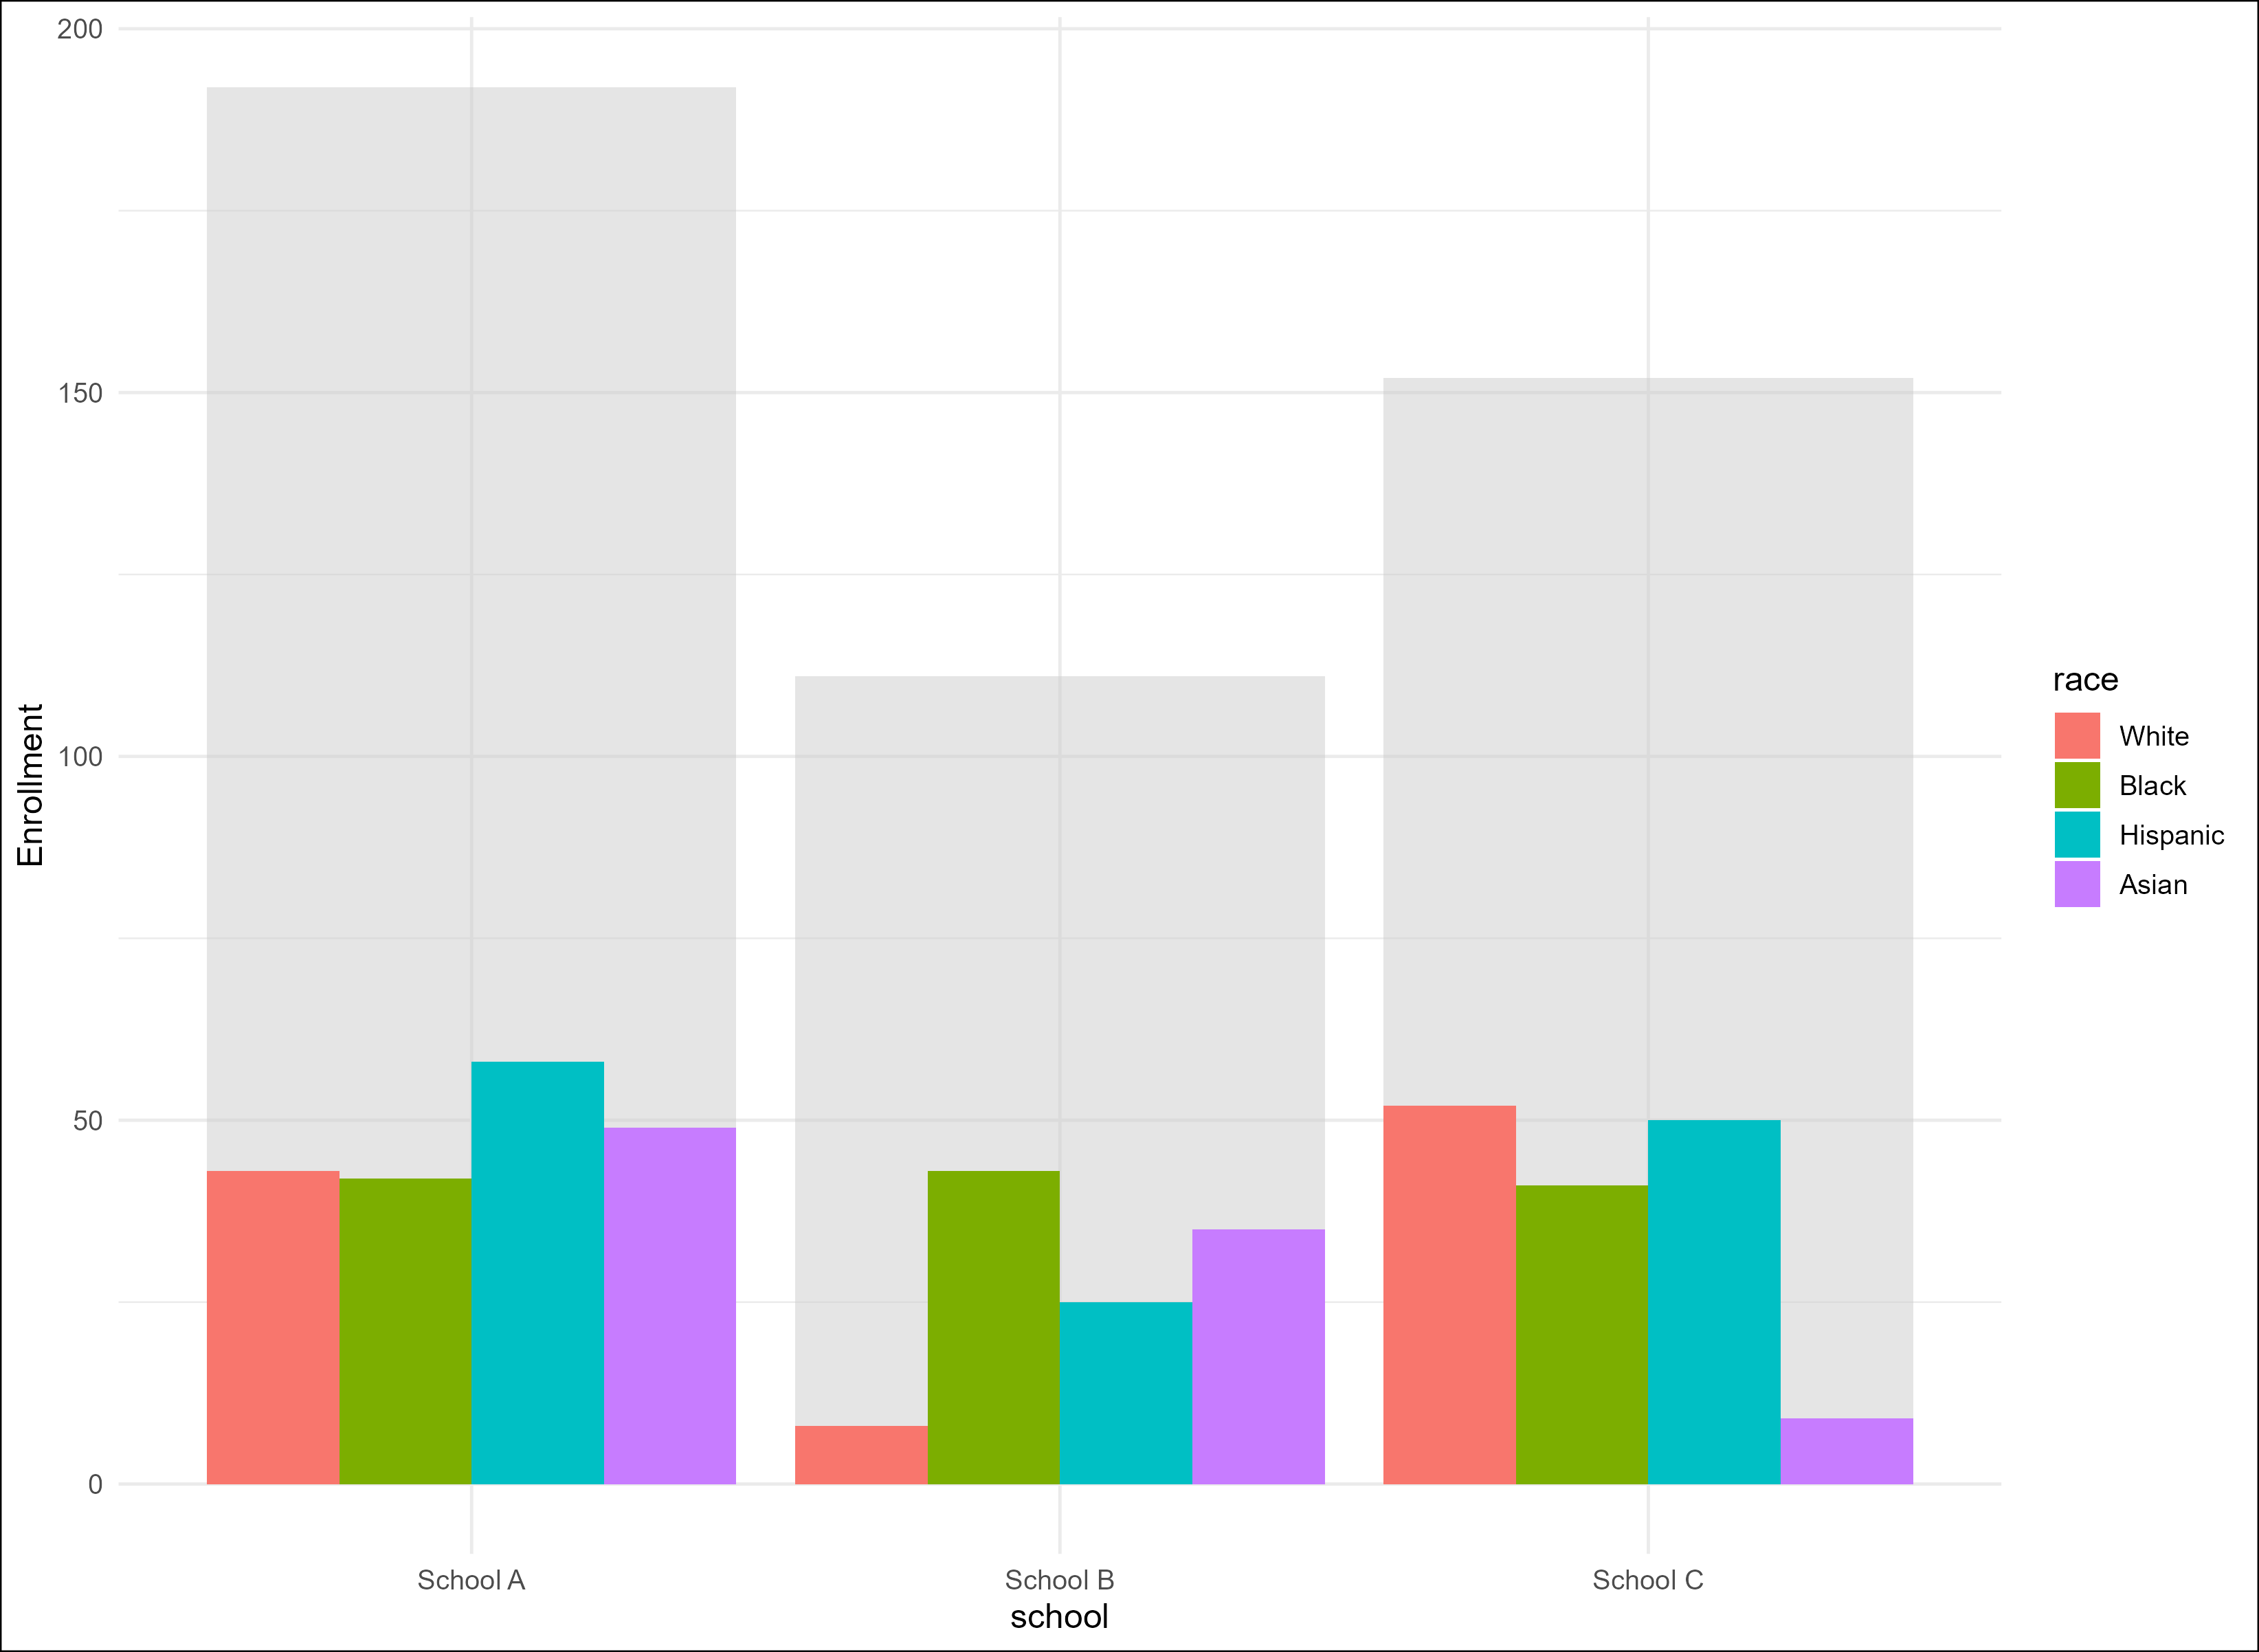 200
150
100
50
0
Enrollment
School A
School B
School C
school
race
White
Black
Hispanic
Asian